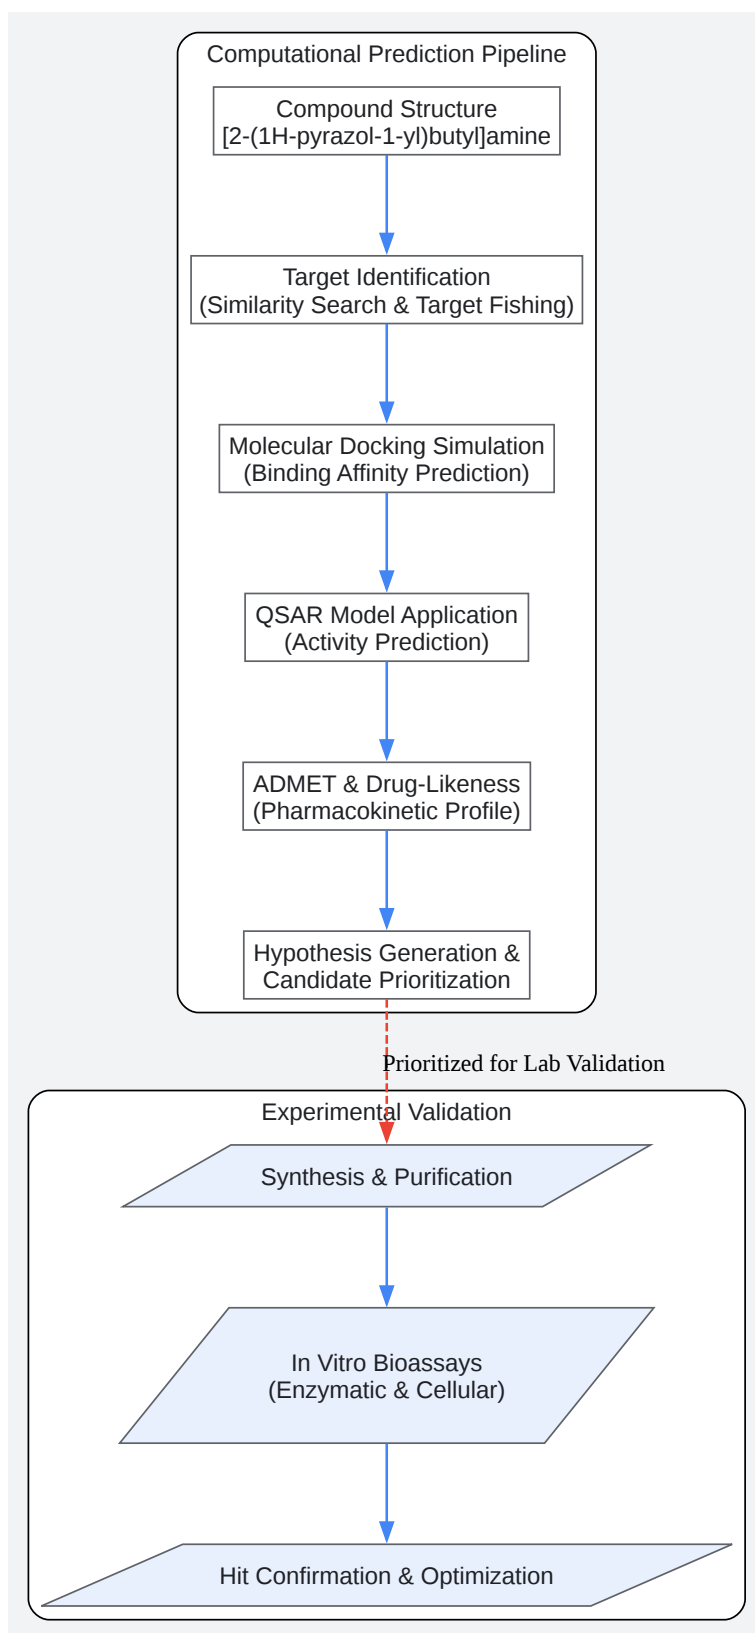 Computational Prediction Pipeline
Compound Structure
[2-(1H-pyrazol-1-yl)butyl]amine
Target Identification
(Similarity Search & Target Fishing)
Molecular Docking Simulation
(Binding Affinity Prediction)
QSAR Model Application
(Activity Prediction)
ADMET & Drug-Likeness
(Pharmacokinetic Profile)
Hypothesis Generation &
Candidate Prioritization
Prioritized for Lab Validation
Experimental Validation
Synthesis & Purification
In Vitro Bioassays
(Enzymatic & Cellular)
Hit Confirmation & Optimization